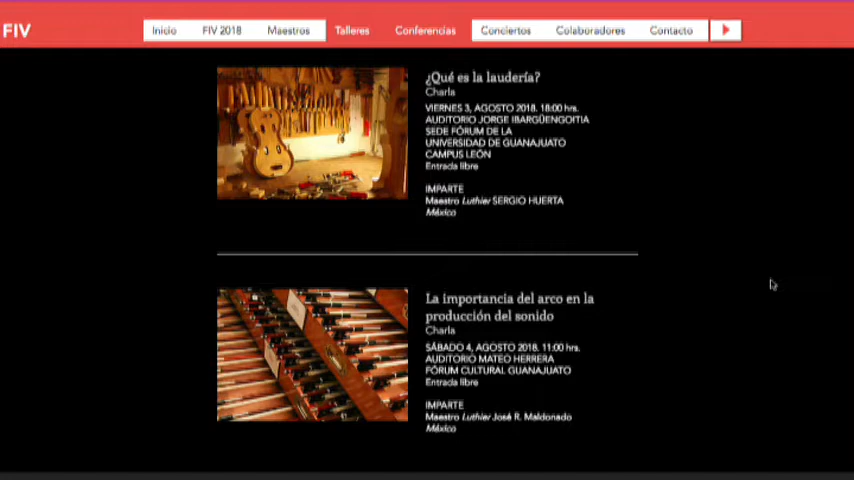 FIV
Inicio
FIV 2018
Maestros
Talleres
Conferencias
Conciertos
Colaboradores
Contacto
¿Qué es la laudería?
Charla
VIERNES 3, AGOSTO 2018. 18:00 hrs.
AUDITORIO JORGE IBARGÜENGOITIA
SEDE FÓRUM DE LA
UNIVERSIDAD DE GUANAJUATO
CAMPUS LEÓN
Entrada libre
IMPARTE
Maestro Luthier SERGIO HUERTA
México
La importancia del arco en la
producción del sonido
Charla
SÁBADO 4, AGOSTO 2018. 11:00 hrs.
AUDITORIO MATEO HERRERA
FÓRUM CULTURAL GUANAJUATO
Entrada libre
IMPARTE
Maestro Luthier José R. Maldonado
México